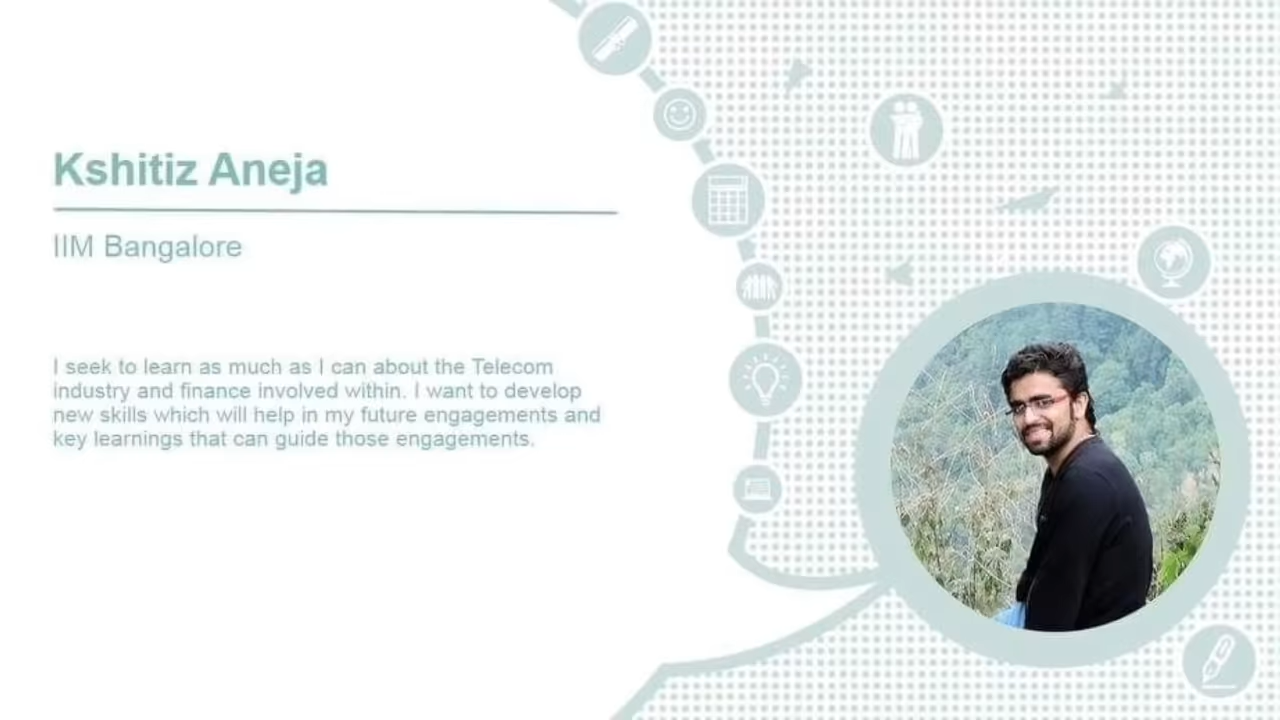 Kshitiz Aneja
IIM Bangalore
I seek to learn as much as I can about the Telecom
industry and finance involved within. I want to develop
new skills which will help in my future engagements and
key learnings that can guide those engagements.